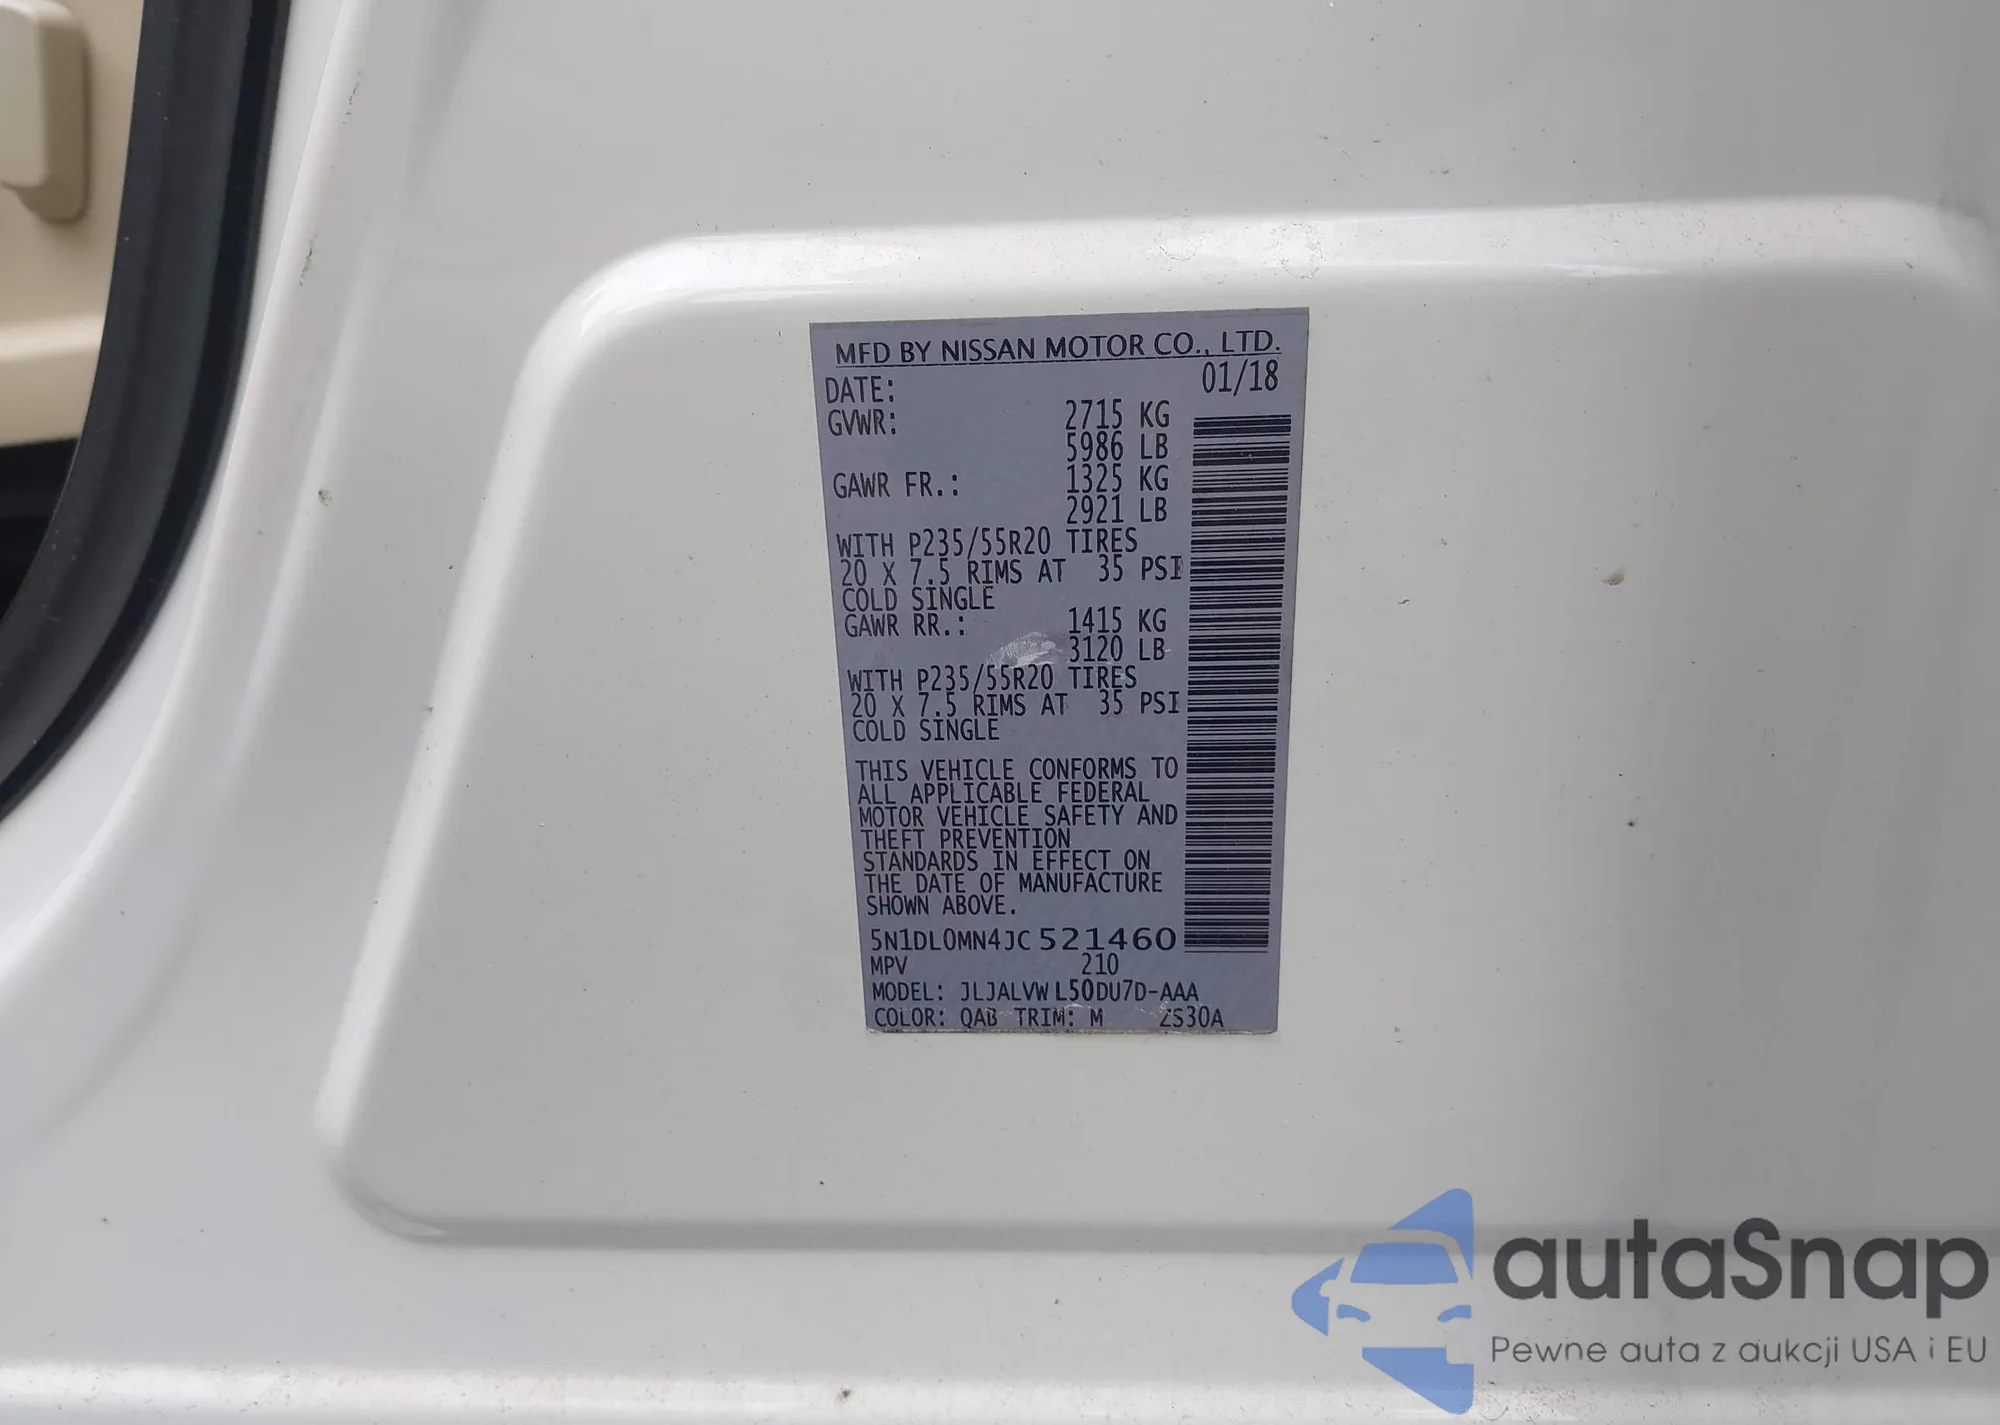 MFD BY NISSAN MOTOR CO., LTD.
DATE: 01/18
GVWR: 2715 KG
5986 LB
GAWR FR.: 1325 KG
2921 LB
WITH P235/55R20 TIRES
20 X 7.5 RIMS AT 35 PSI
COLD SINGLE
GAWR RR.: 1415 KG
3120 LB
WITH P235/55R20 TIRES
20 X 7.5 RIMS AT 35 PSI
COLD SINGLE
THIS VEHICLE CONFORMS TO
ALL APPLICABLE FEDERAL
MOTOR VEHICLE SAFETY AND
THEFT PREVENTION
STANDARDS IN EFFECT ON
THE DATE OF MANUFACTURE
SHOWN ABOVE.
5N1DL0MN4JC 521460
MPV 210
MODEL: JLJALVW L50DU7D-AAA
COLOR: QAB TRIM: M ZS30A
autaSnap
Pewne auta z aukcji USA i EU